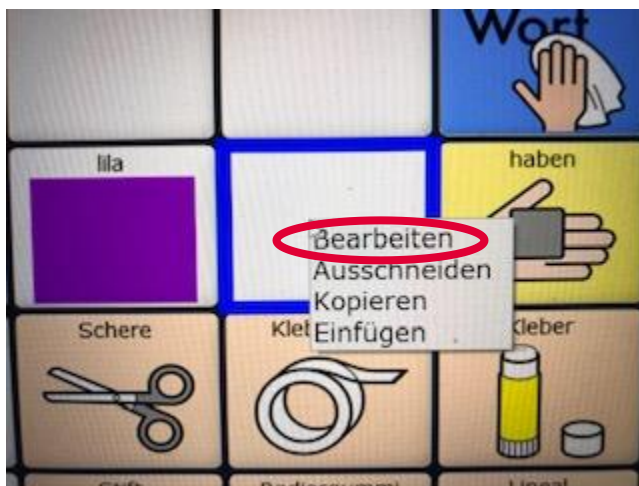 Wort
lila
haben
Bearbeiten
Ausschneiden
Kopieren
Einfügen
Schere
Kleber